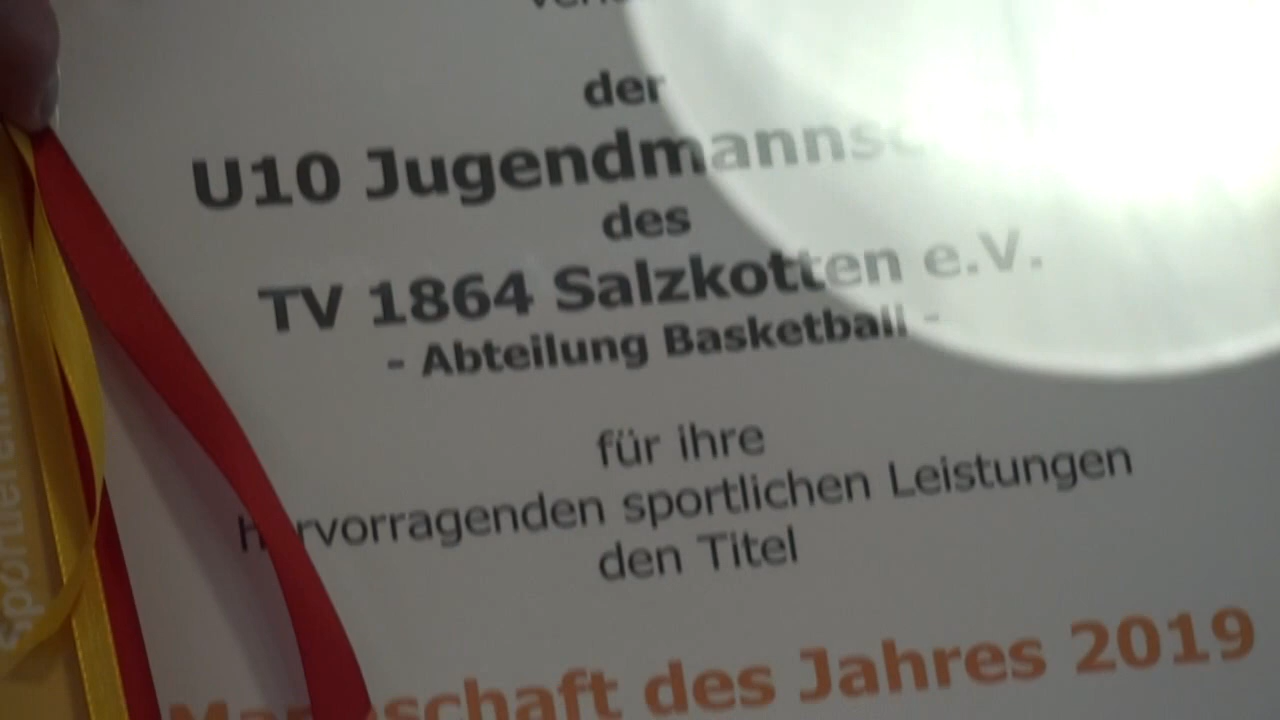 der
U10 Jugendmannsc
des
TV 1864 Salzkotten e.V.
- Abteilung Basketball -
für ihre
hervorragenden sportlichen Leistungen
den Titel
Mannschaft des Jahres 2019